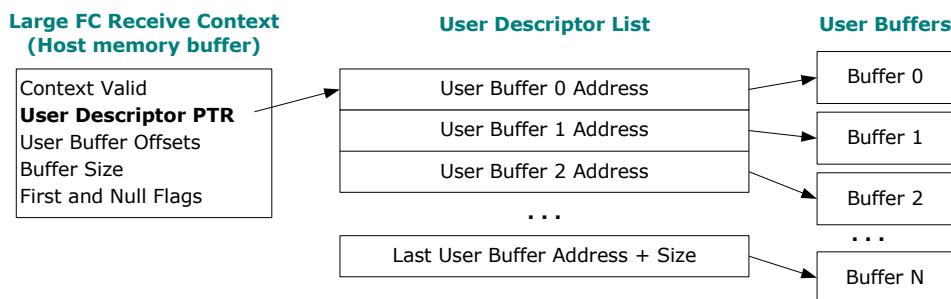 Large FC Receive Context
(Host memory buffer)
Context Valid
User Descriptor PTR
User Buffer Offsets
Buffer Size
First and Null Flags
User Descriptor List
User Buffer 0 Address
User Buffer 1 Address
User Buffer 2 Address
...
Last User Buffer Address + Size
User Buffers
Buffer 0
Buffer 1
Buffer 2
...
Buffer N